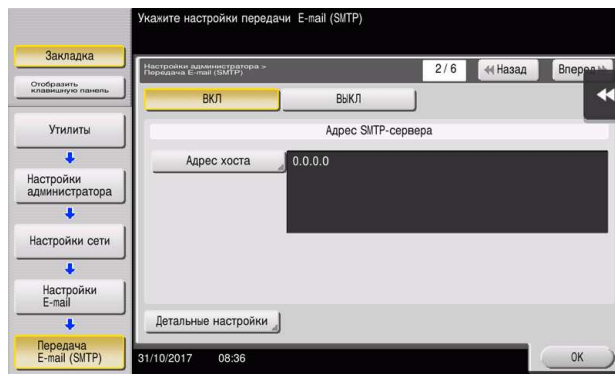 Укажите настройки передачи E-mail (SMTP)
Закладка
Отобразить
клавишную панель
Утилиты
Настройки
администратора
Настройки сети
Настройки
E-mail
Передача
E-mail (SMTP)
Настройки администратора >
Передача E-mail (SMTP)
2 / 6
Назад
Вперед
ВКЛ
ВЫКЛ
Адрес SMTP-сервера
Адрес хоста
0.0.0.0
Детальные настройки
31/10/2017 08:36
OK